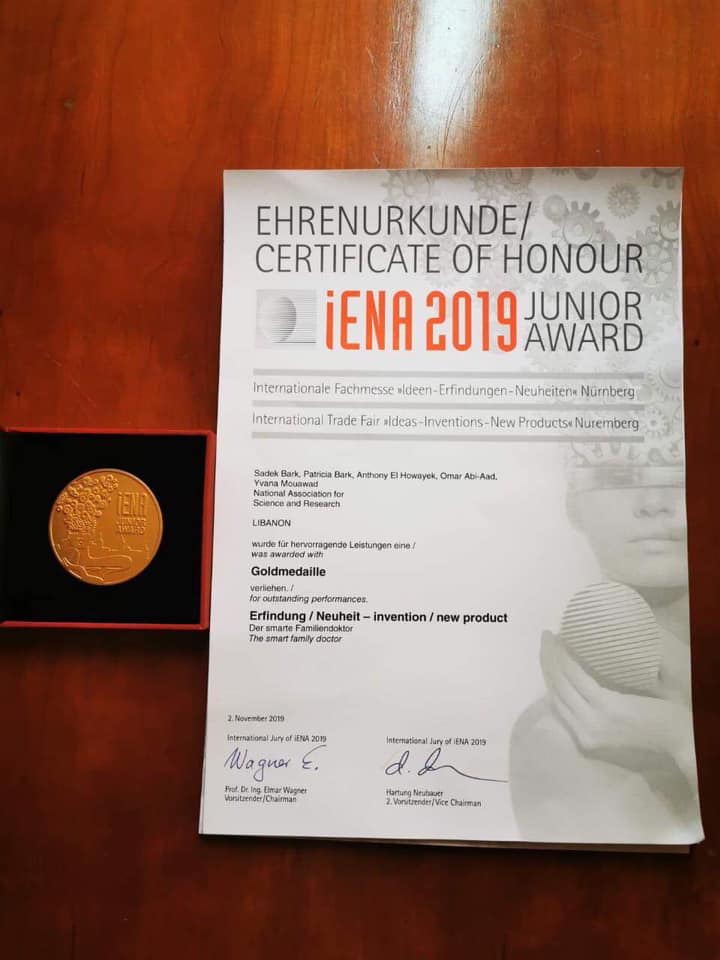 EHRENURKUNDE/
CERTIFICATE OF HONOUR
iENA 2019 JUNIOR AWARD
Internationale Fachmesse »Ideen-Erfindungen-Neuheiten« Nürnberg
International Trade Fair »Ideas-Inventions-New Products« Nuremberg
Sadek Bark, Patricia Bark, Anthony El Howayek, Omar Abi-Aad,
Yvana Mouawad
National Association for
Science and Research
LIBANON
wurde für hervorragende Leistungen eine /
was awarded with
Goldmedaille
verliehen. /
for outstanding performances.
Erfindung / Neuheit – invention / new product
Der smarte Familiendoktor
The smart family doctor
2. November 2019
International Jury of iENA 2019
Wagner E.
Prof. Dr. Ing. Elmar Wagner
Vorsitzender/Chairman
International Jury of iENA 2019
Hartung Neubauer
2. Vorsitzender/Vice Chairman
iENA
JUNIOR
AWARD